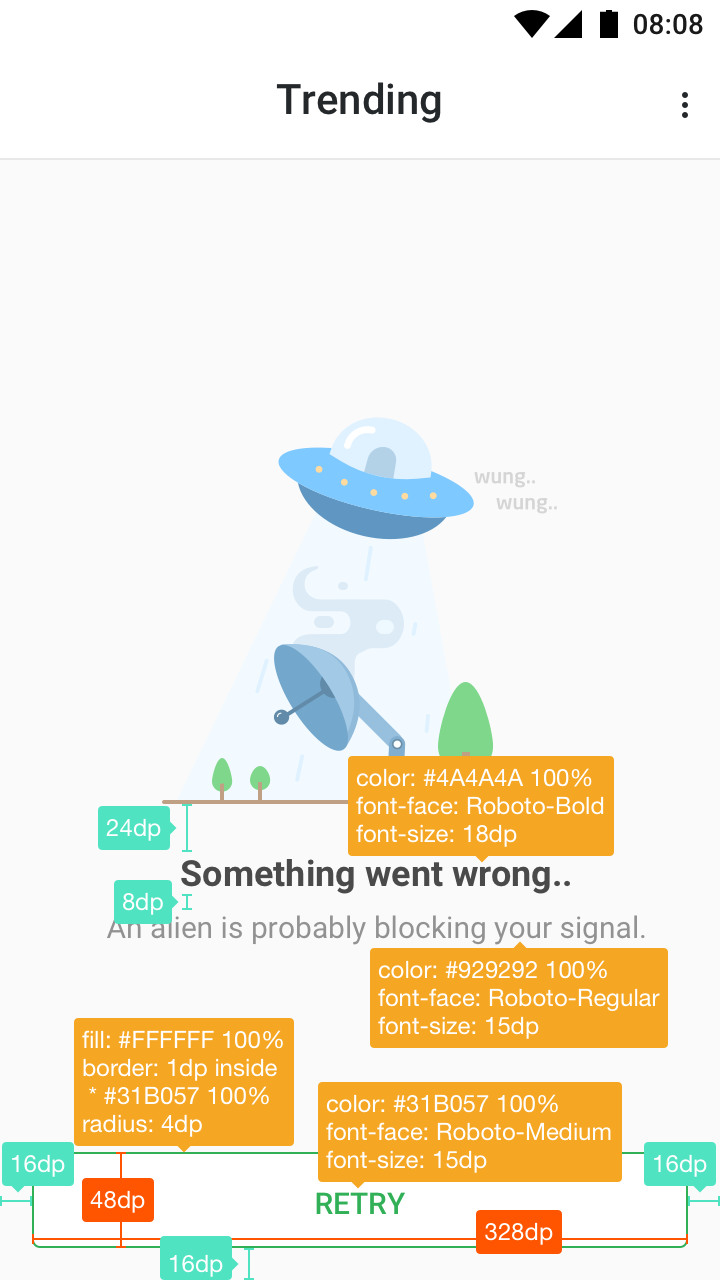 08:08
Trending
wung..
wung..
color: #4A4A4A 100%
font-face: Roboto-Bold
font-size: 18dp
24dp
Something went wrong..
8dp
An alien is probably blocking your signal.
color: #929292 100%
font-face: Roboto-Regular
font-size: 15dp
fill: #FFFFFF 100%
border: 1dp inside
* #31B057 100%
radius: 4dp
color: #31B057 100%
font-face: Roboto-Medium
font-size: 15dp
16dp
16dp
48dp
RETRY
328dp
16dp